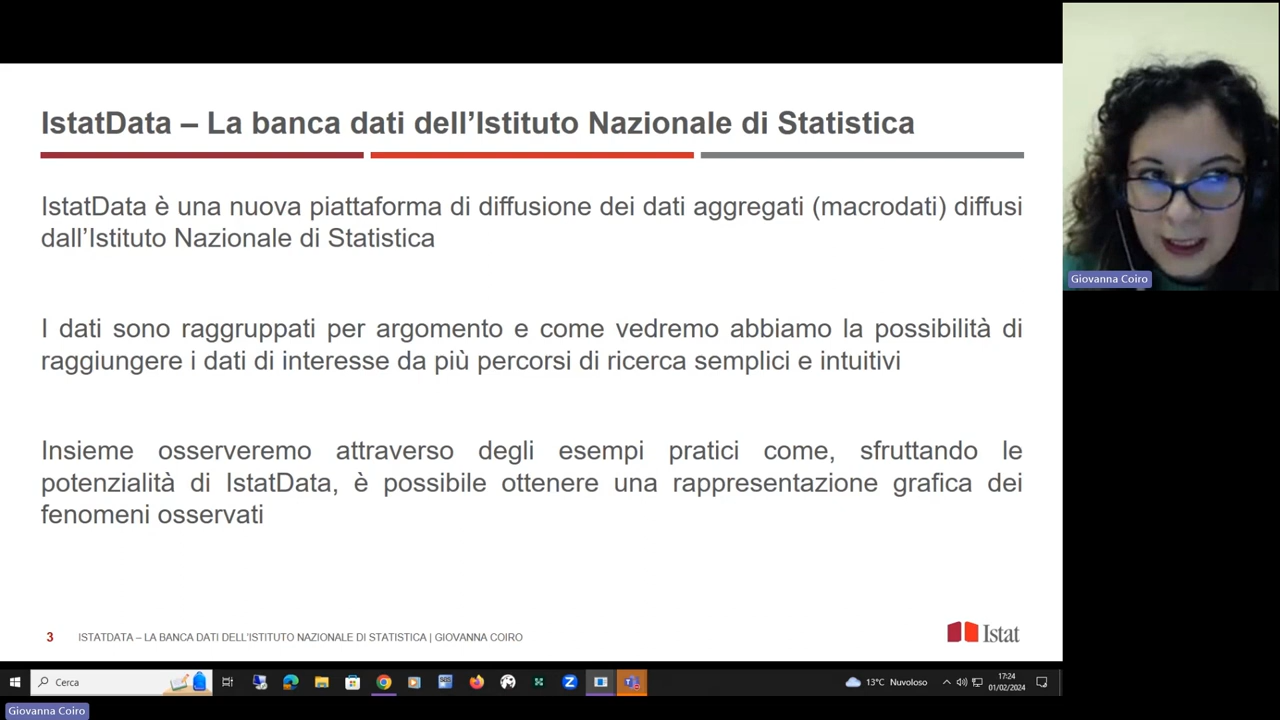 IstatData – La banca dati dell’Istituto Nazionale di Statistica
IstatData è una nuova piattaforma di diffusione dei dati aggregati (macrodati) diffusi
dall’Istituto Nazionale di Statistica
I dati sono raggruppati per argomento e come vedremo abbiamo la possibilità di
raggiungere i dati di interesse da più percorsi di ricerca semplici e intuitivi
Insieme osserveremo attraverso degli esempi pratici come, sfruttando le
potenzialità di IstatData, è possibile ottenere una rappresentazione grafica dei
fenomeni osservati
3 ISTATDATA – LA BANCA DATI DELL’ISTITUTO NAZIONALE DI STATISTICA | GIOVANNA COIRO
Istat
Giovanna Coiro
Cerca
13°C Nuvoloso
17:24
01/02/2024
Giovanna Coiro